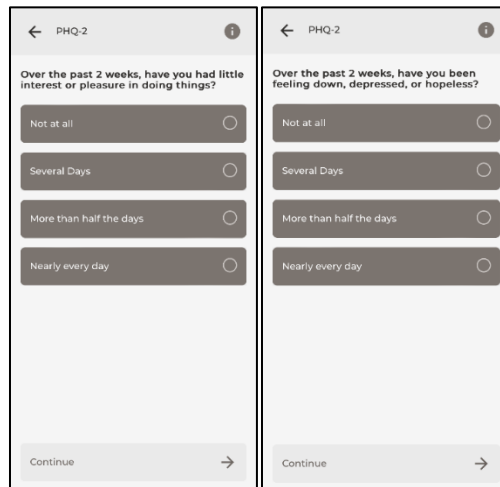 PHQ-2
Over the past 2 weeks, have you had little
interest or pleasure in doing things?
Not at all
Several Days
More than half the days
Nearly every day
Continue
PHQ-2
Over the past 2 weeks, have you been
feeling down, depressed, or hopeless?
Not at all
Several Days
More than half the days
Nearly every day
Continue